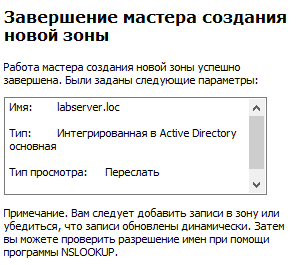 Завершение мастера создания
новой зоны
Работа мастера создания новой зоны успешно
завершена. Были заданы следующие параметры:
Имя: labserver.loc
Тип: Интегрированная в Active Directory
основная
Тип просмотра: Переслать
Примечание. Вам следует добавить записи в зону или
убедиться, что записи обновлены динамически. Затем
вы можете проверить разрешение имен при помощи
программы NSLOOKUP.